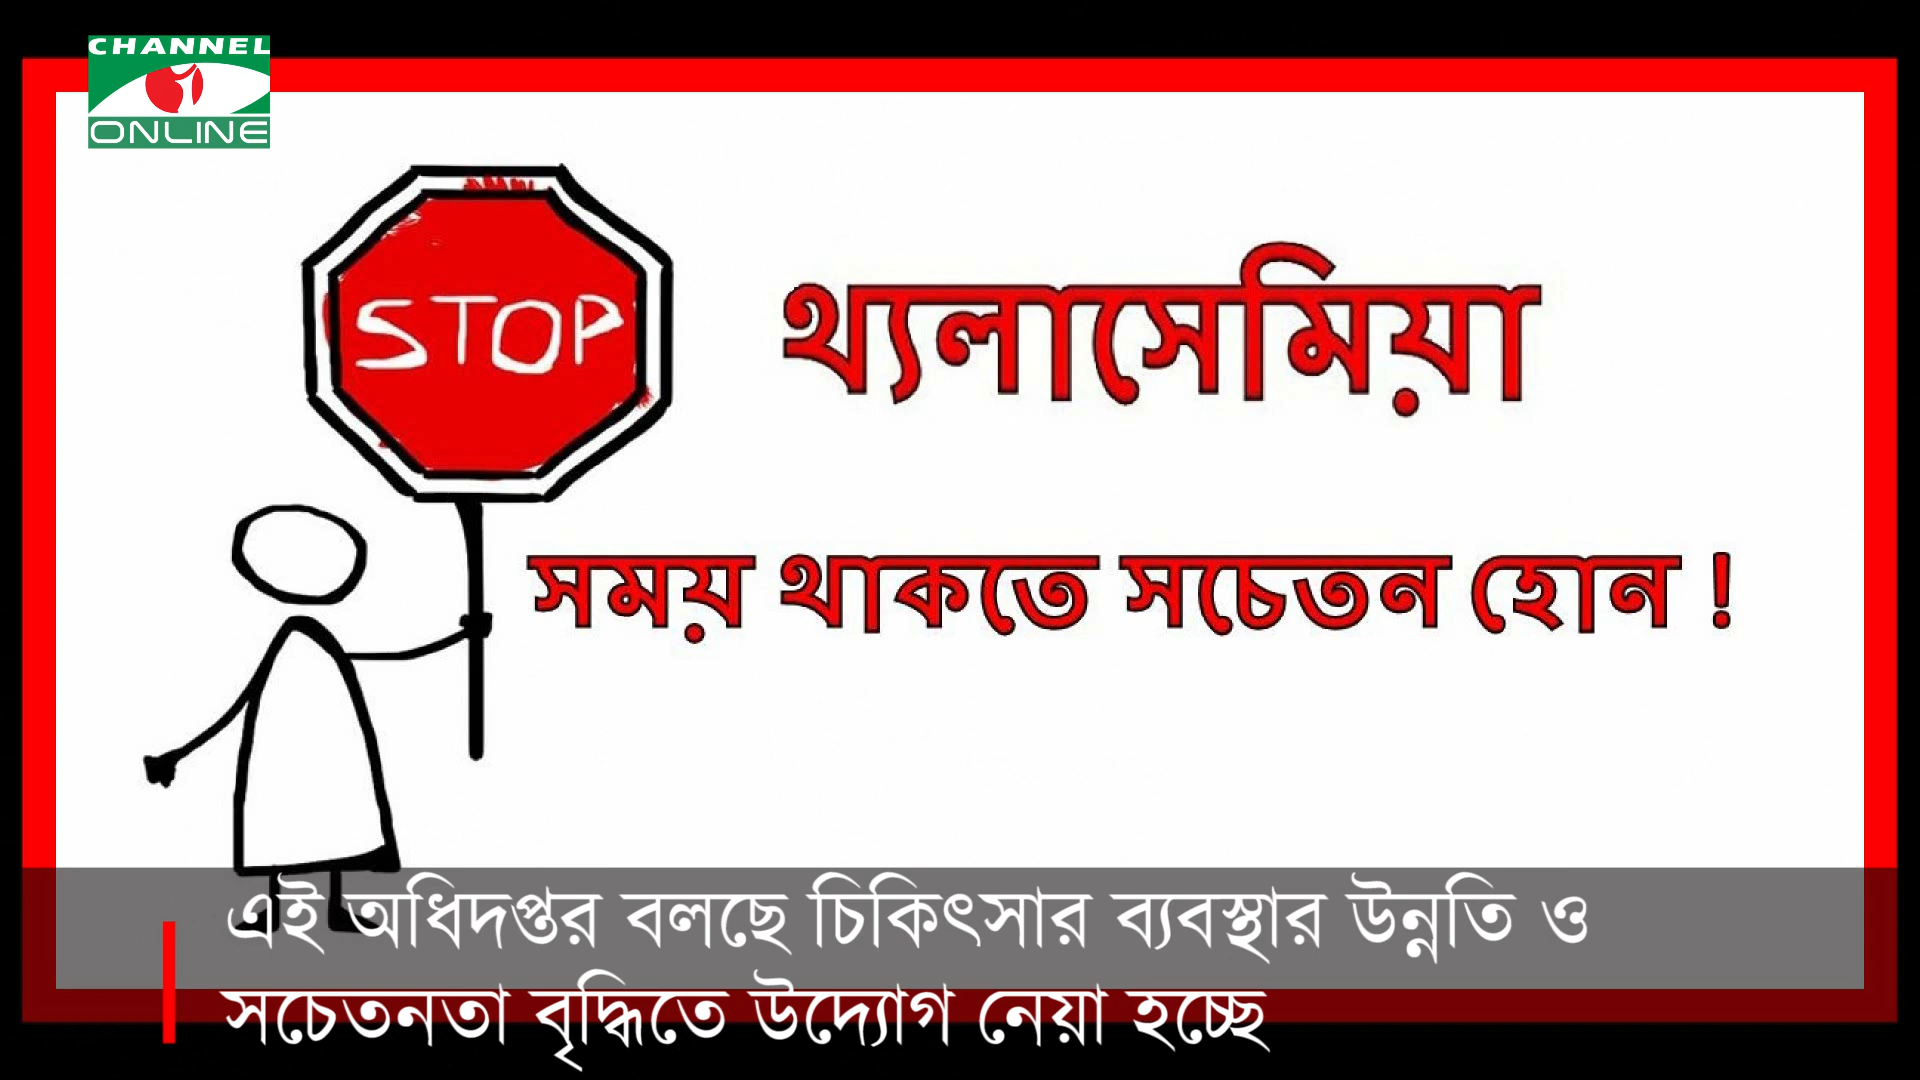 CHANNEL
ONLINE
STOP
থ্যলাসেমিয়া
সময় থাকতে সচেতন হোন !
এই অধিদপ্তর বলছে চিকিৎসার ব্যবস্থার উন্নতি ও
সচেতনতা বৃদ্ধিতে উদ্যোগ নেয়া হচ্ছে